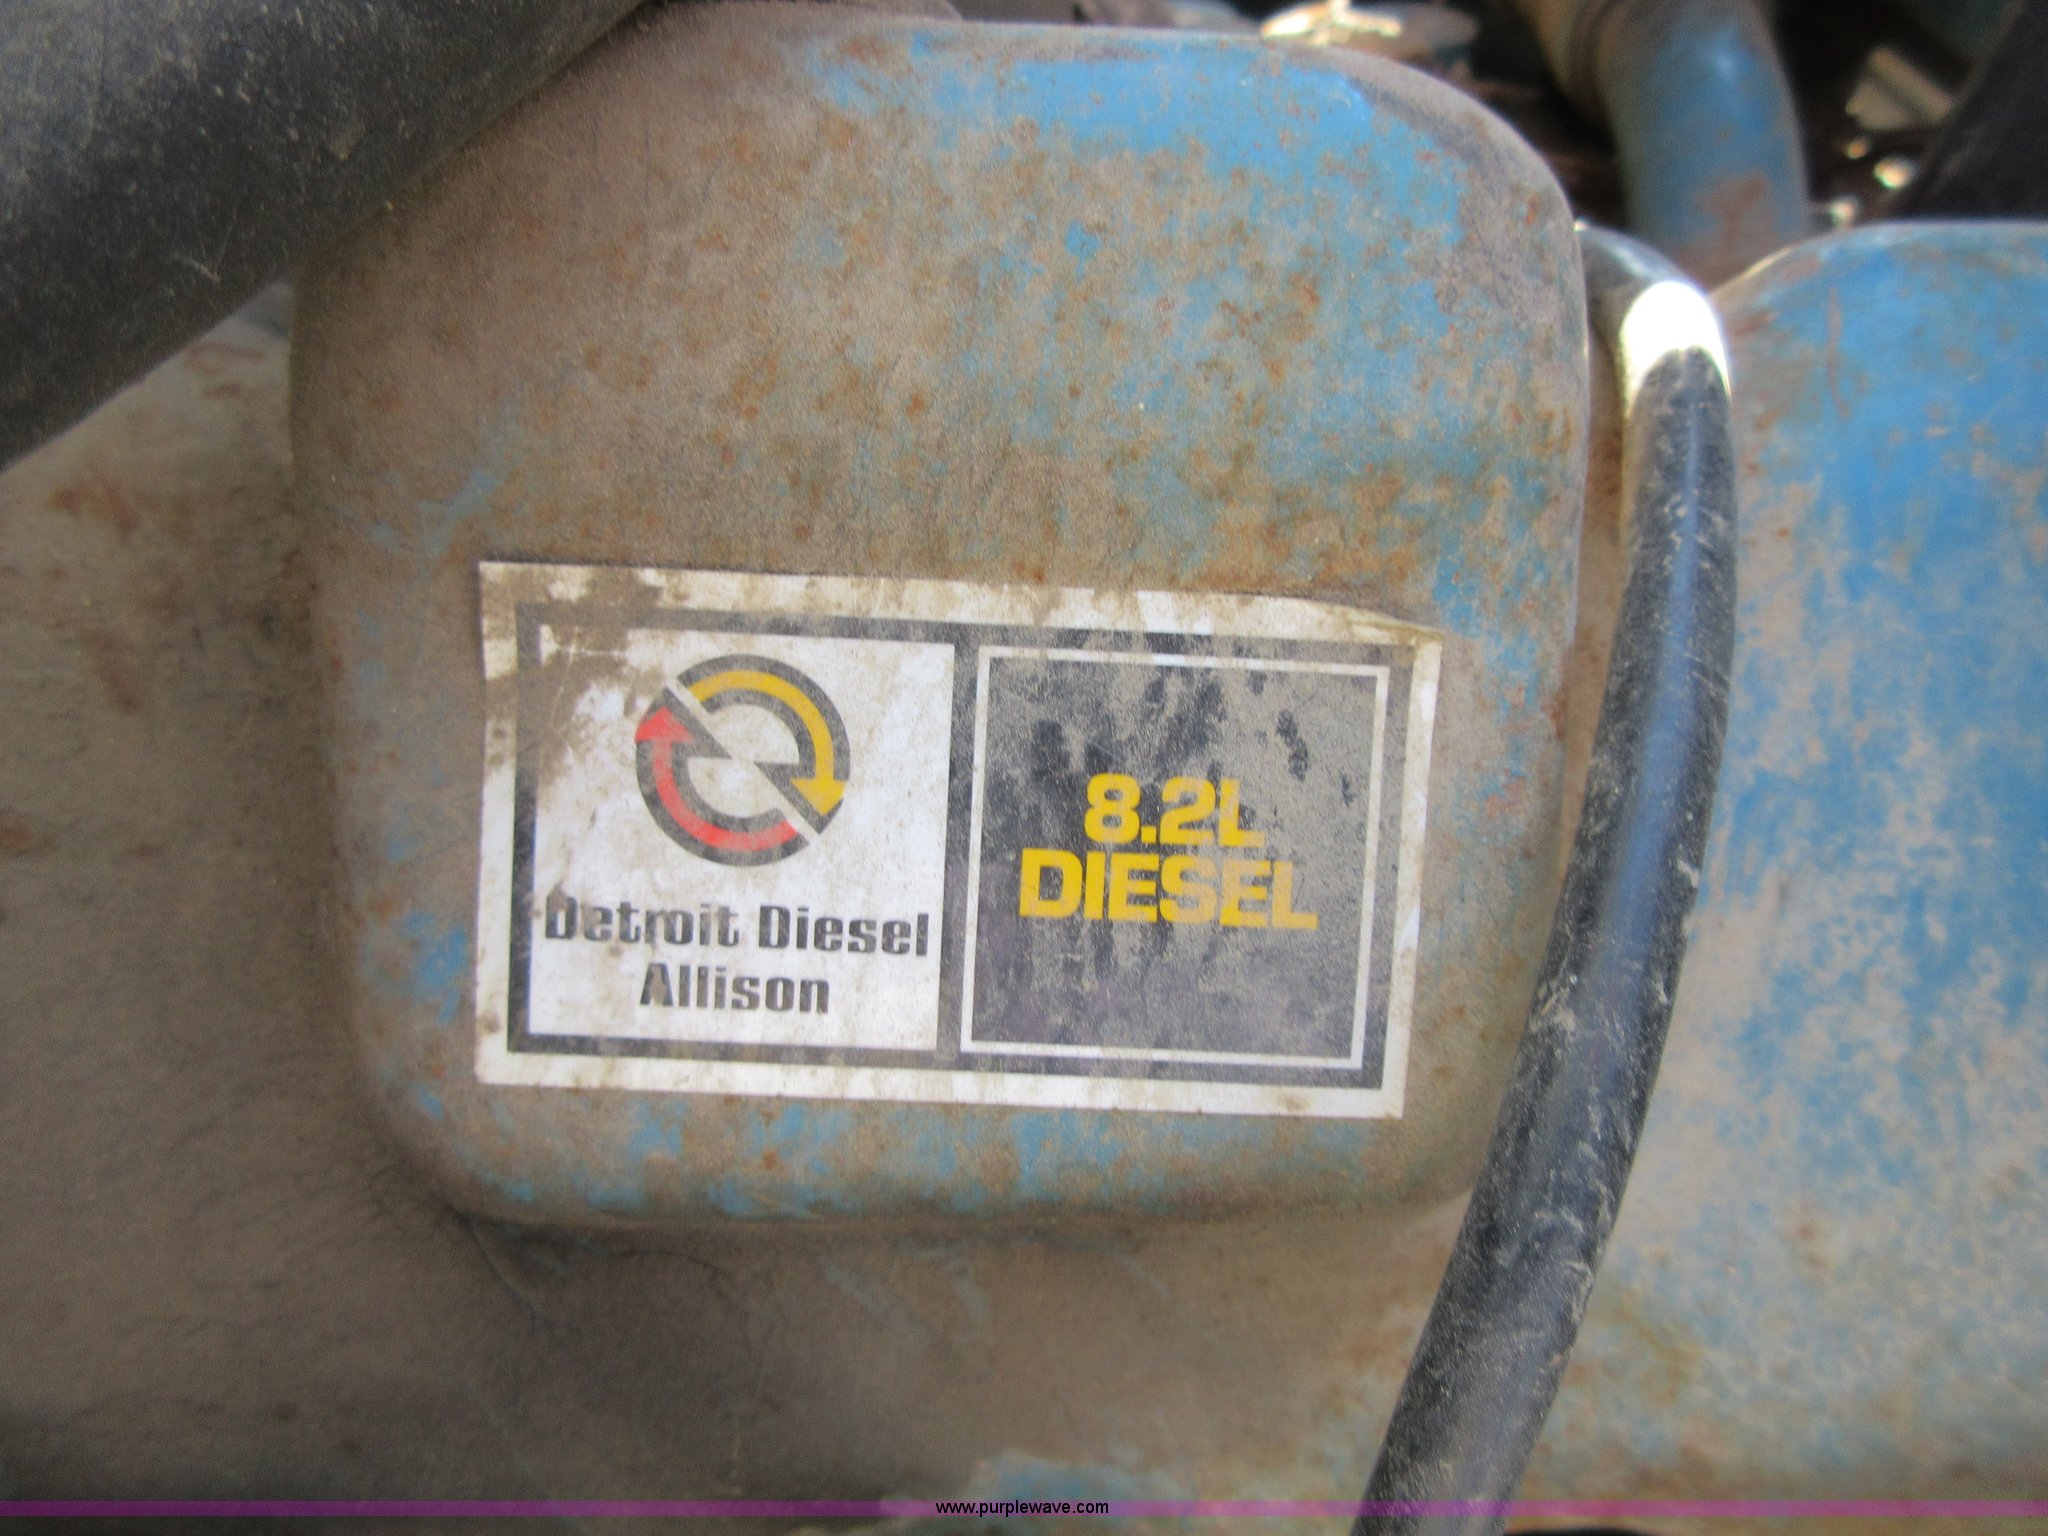 Detroit Diesel
Allison
8.2L
DIESEL
www.purplewave.com